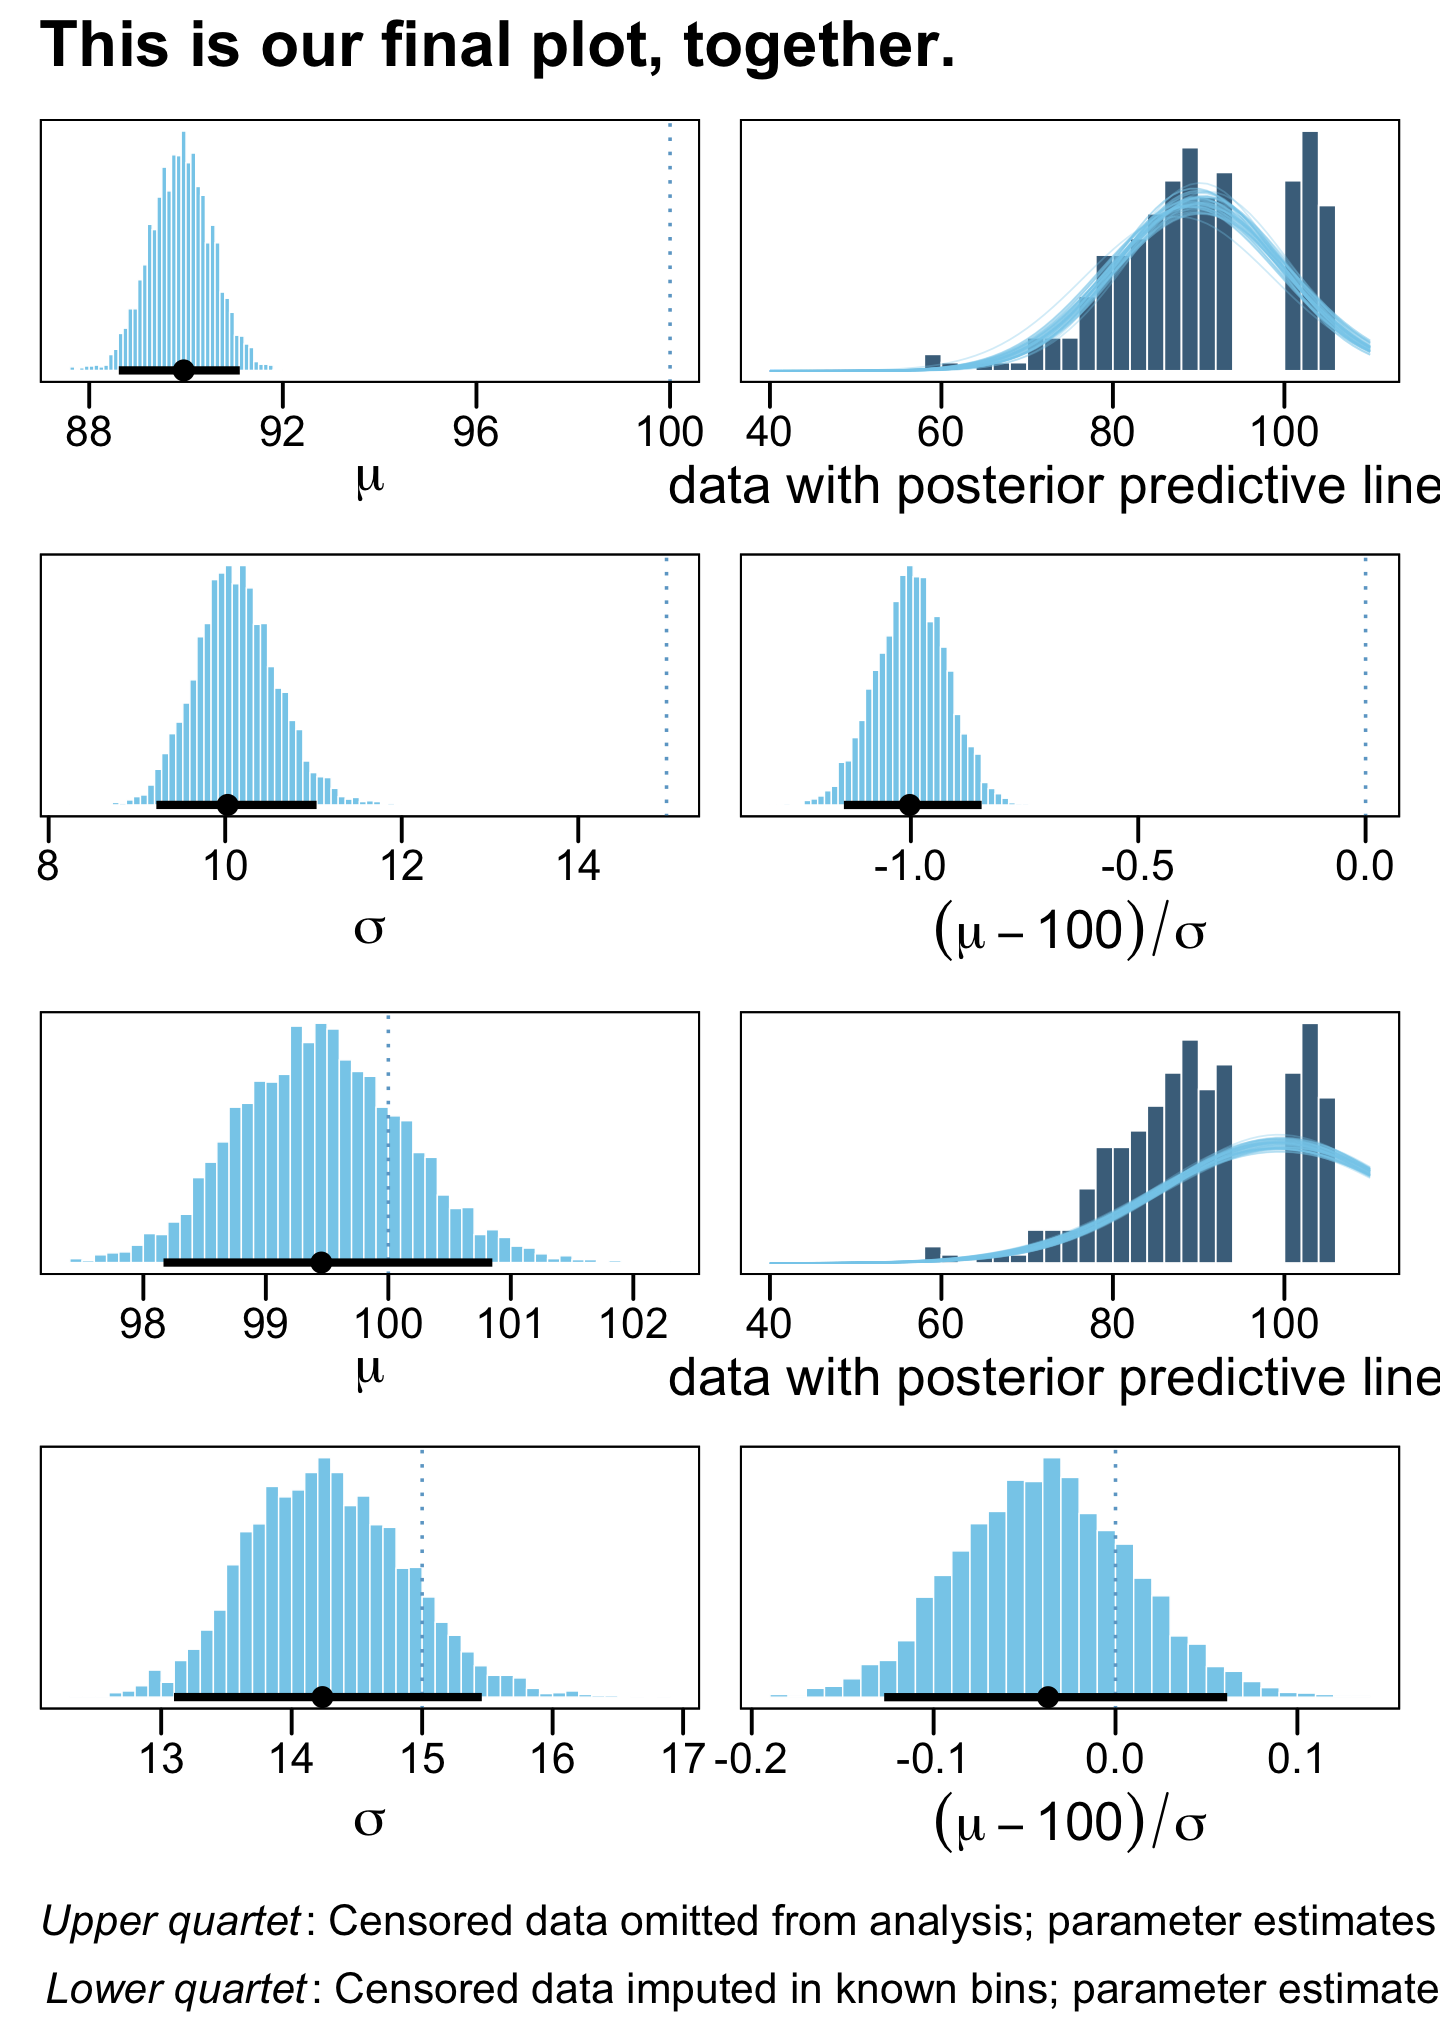 This is our final plot, together.
88 92 96 100 40 60 80 100
μ data with posterior predictive line
8 10 12 14 -1.0 -0.5 0.0
σ (μ − 100)/σ
98 99 100 101 102 40 60 80 100
μ data with posterior predictive line
13 14 15 16 17 -0.2 -0.1 0.0 0.1
σ (μ − 100)/σ
Upper quartet: Censored data omitted from analysis; parameter estimates
Lower quartet: Censored data imputed in known bins; parameter estimate